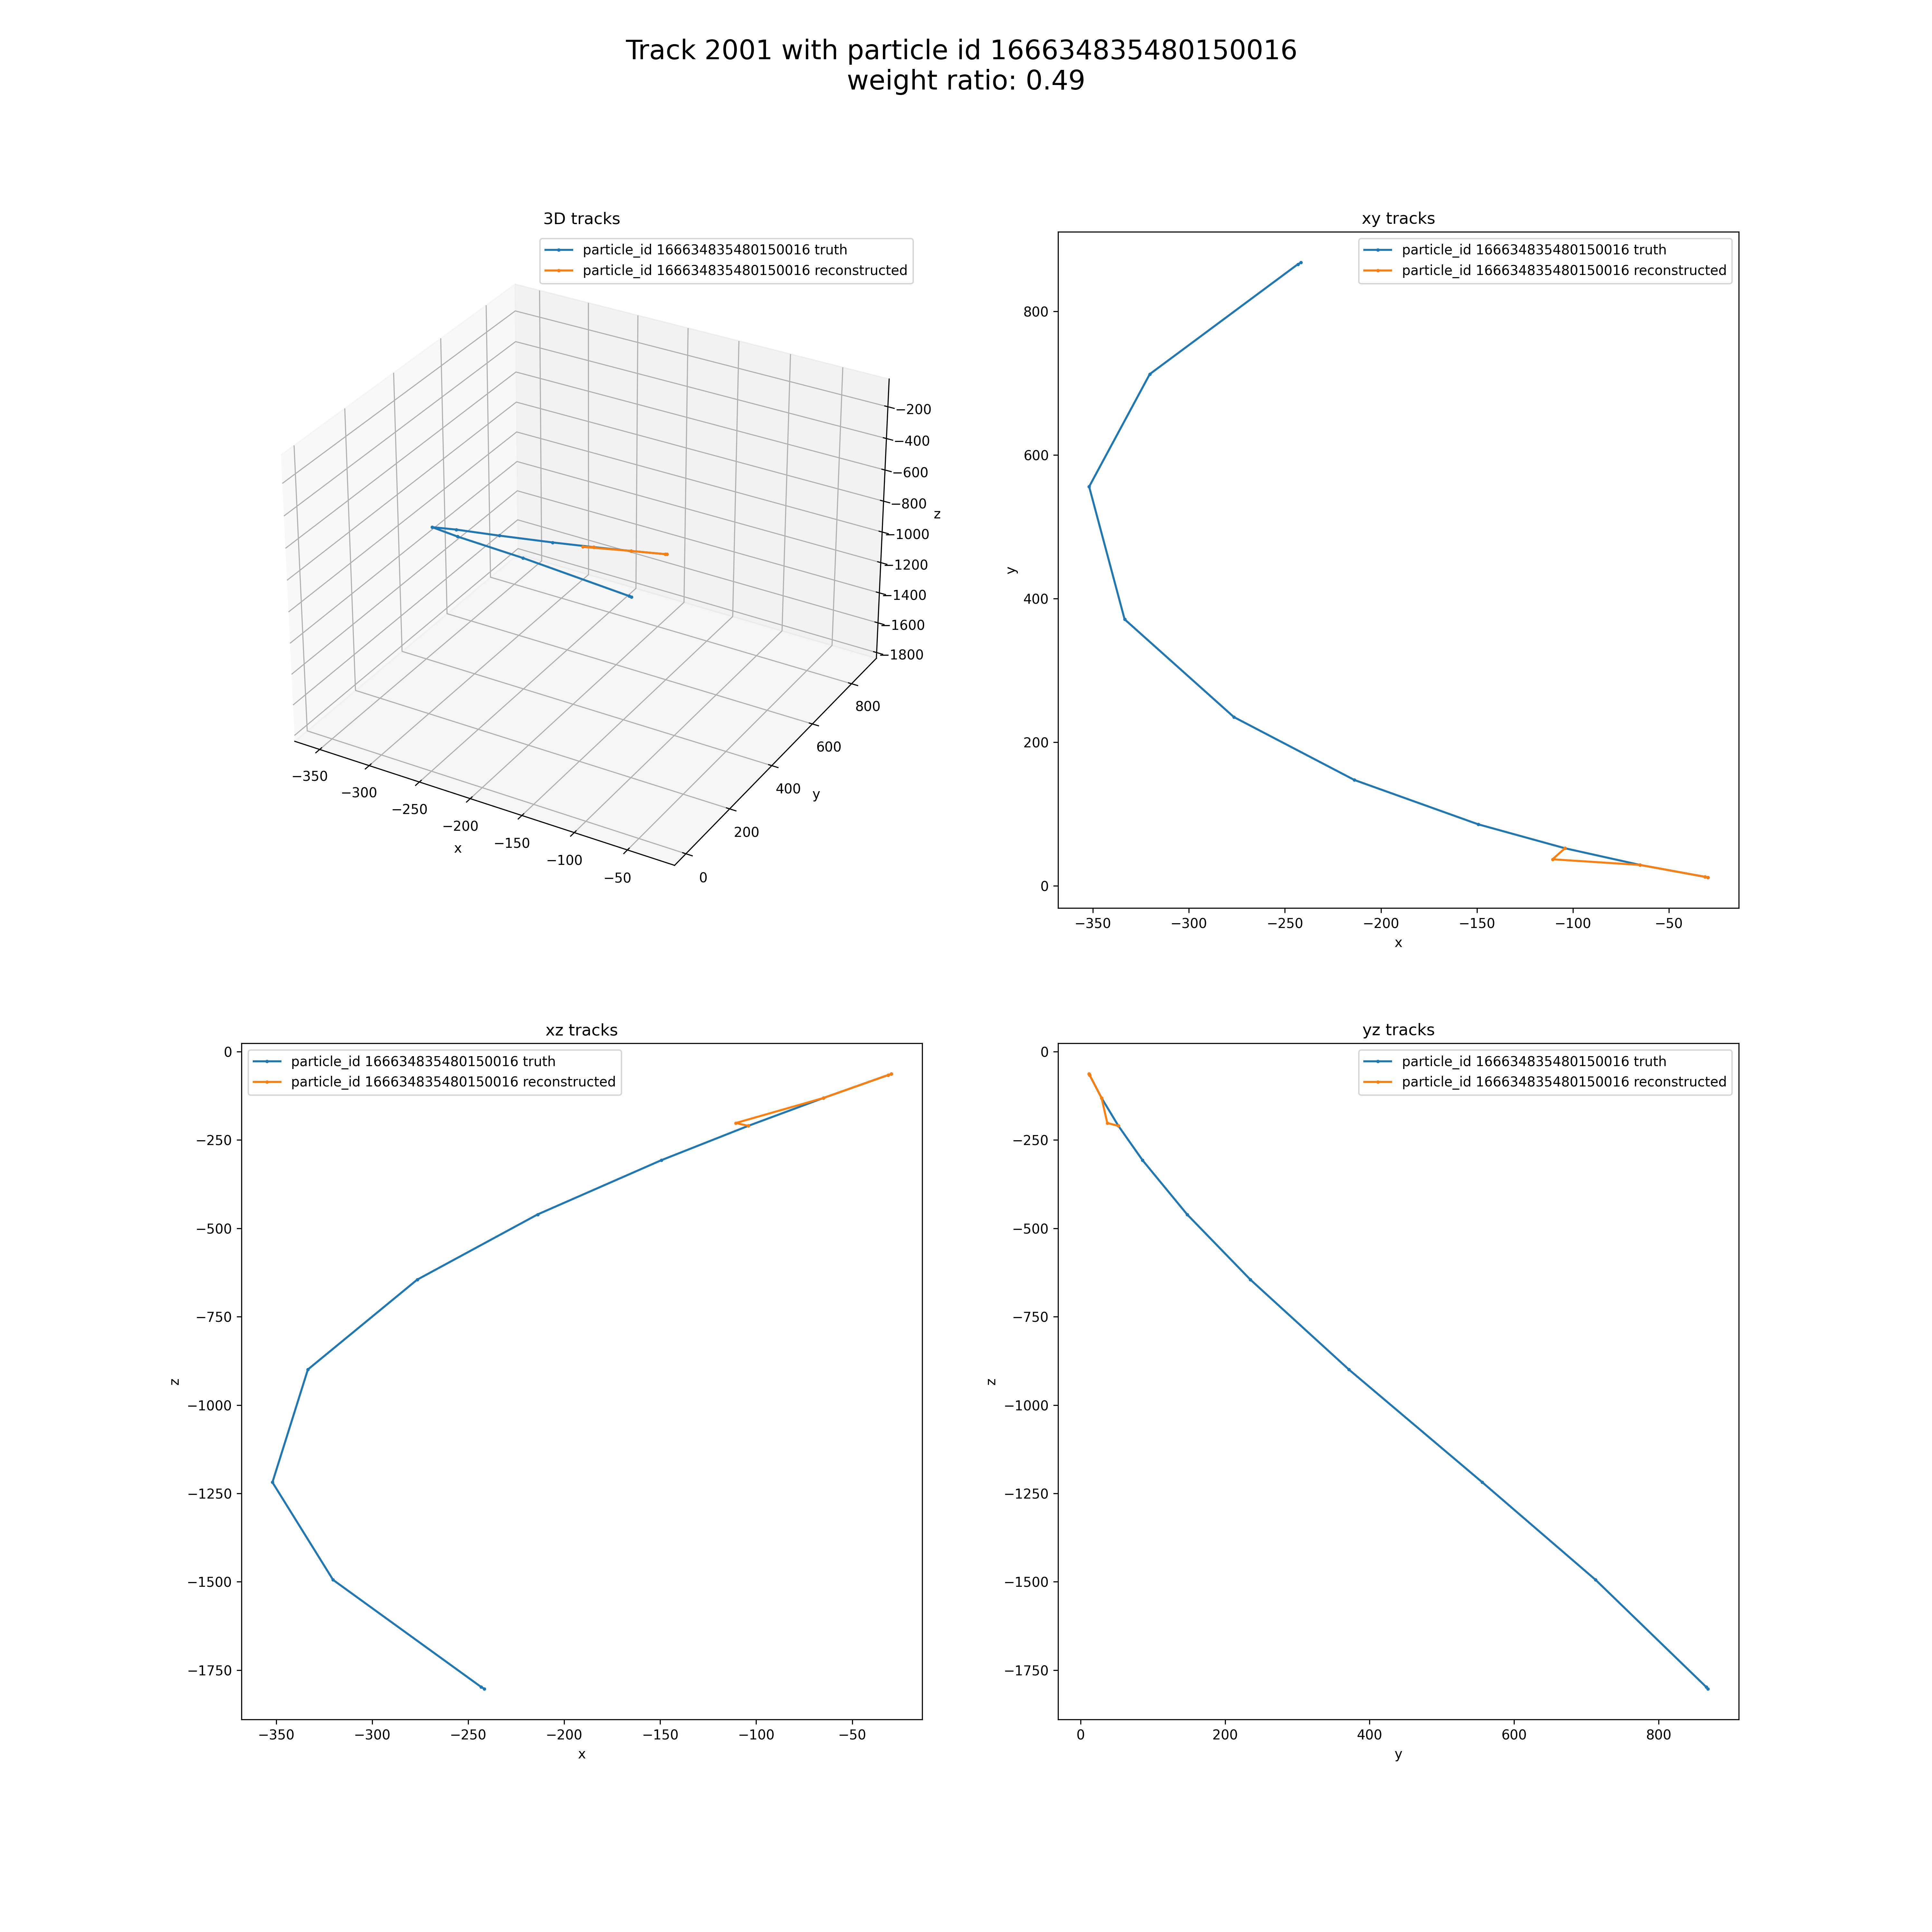 Track 2001 with particle id 166634835480150016
weight ratio: 0.49
3D tracks
particle_id 166634835480150016 truth
particle_id 166634835480150016 reconstructed
−200
−400
−600
−800
z
−1000
−1200
−1400
−1600
−1800
800
600
400
y
200
0
−350
−300
−250
−200
x
−150
−100
−50
xy tracks
particle_id 166634835480150016 truth
particle_id 166634835480150016 reconstructed
800
600
y
400
200
0
−350 −300 −250 −200 −150 −100 −50
x
xz tracks
particle_id 166634835480150016 truth
particle_id 166634835480150016 reconstructed
0
−250
−500
−750
z
−1000
−1250
−1500
−1750
−350 −300 −250 −200 −150 −100 −50
x
yz tracks
particle_id 166634835480150016 truth
particle_id 166634835480150016 reconstructed
0
−250
−500
−750
z
−1000
−1250
−1500
−1750
0 200 400 600 800
y